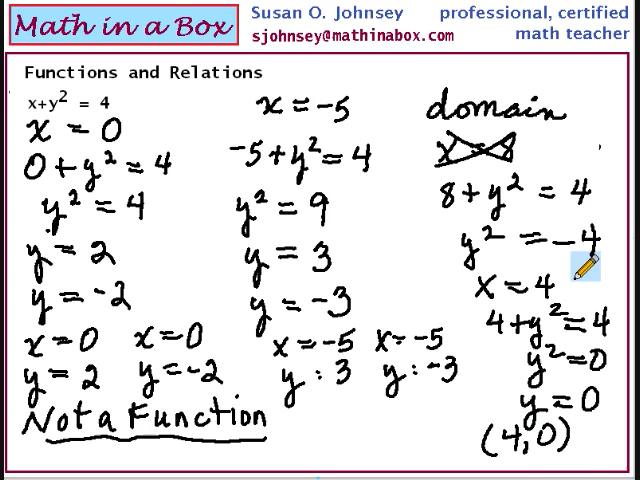 Math in a Box
Susan O. Johnsey professional, certified
sjohnsey@mathinabox.com math teacher
Functions and Relations
x+y² = 4
x = 0
0 + y² = 4
y² = 4
y = 2
y = -2
x = 0 x = 0
y = 2 y = -2
Not a Function
x = -5
-5 + y² = 4
y² = 9
y = 3
y = -3
x = -5 x = -5
y : 3 y : -3
domain
x = 8
8 + y² = 4
y² = -4
x = 4
4 + y² = 4
y² = 0
y = 0
(4, 0)